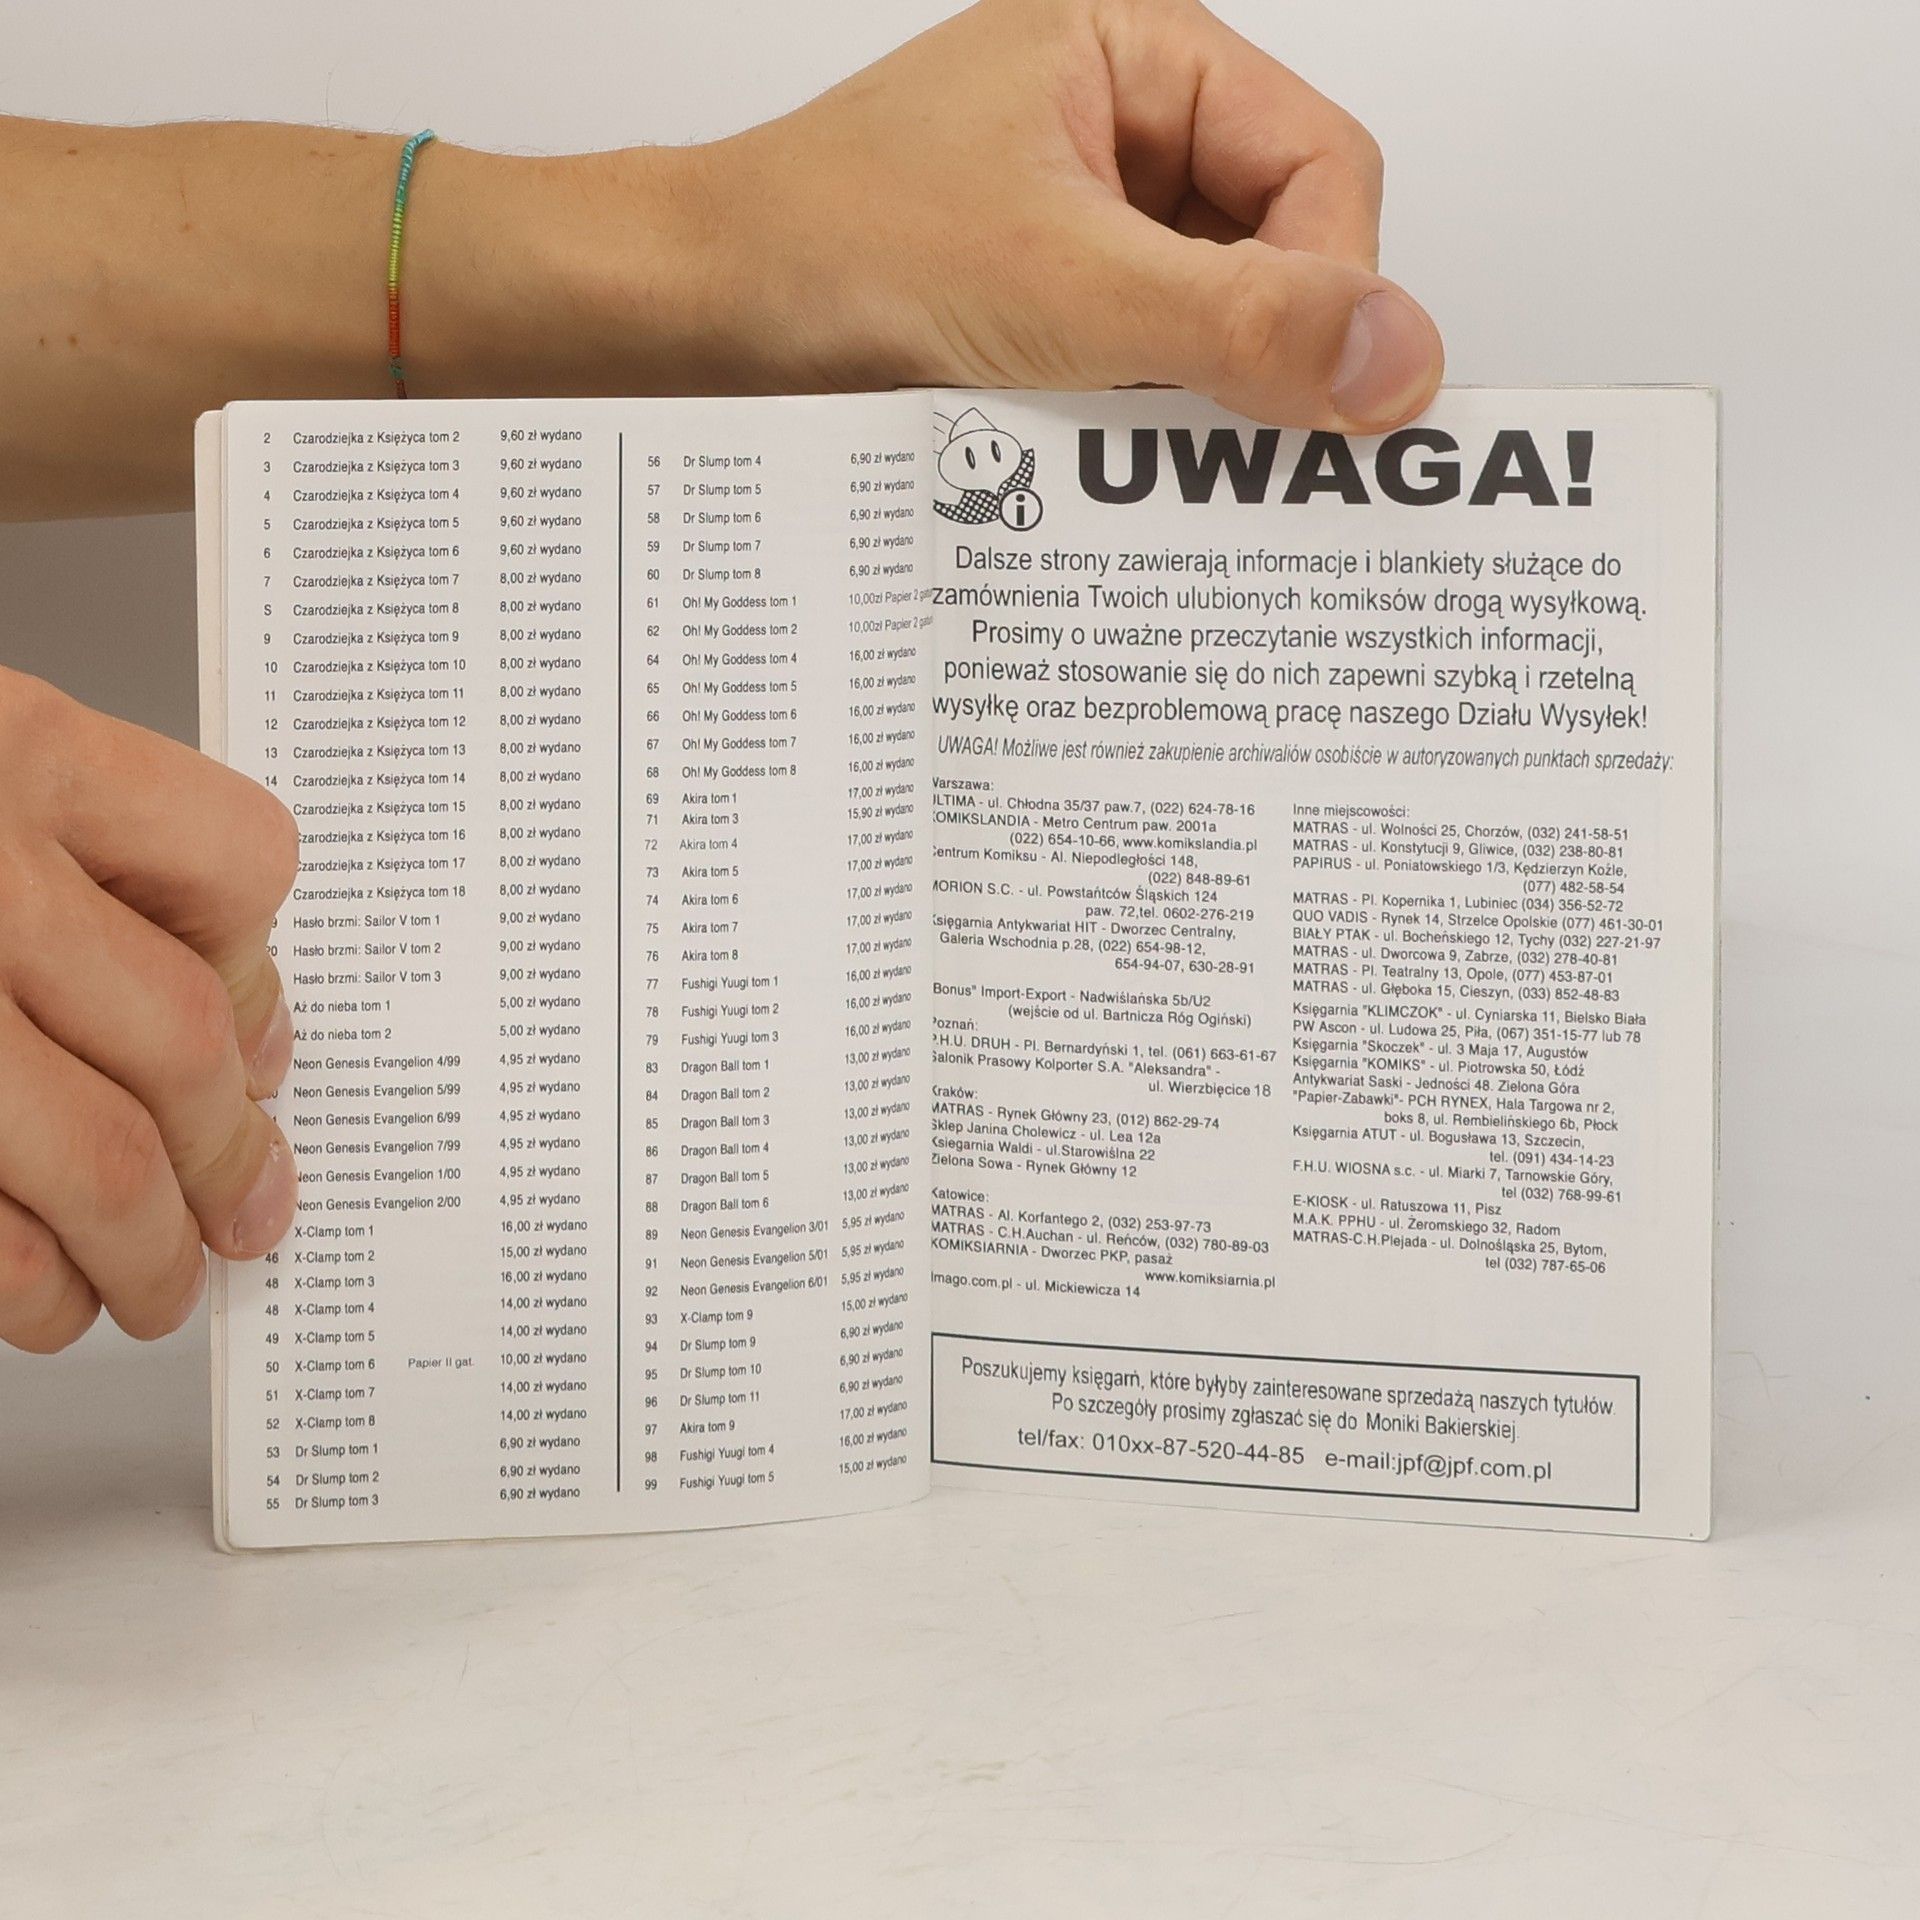 2 Czarodziejka z Księżyca tom 2 9,60 zł wydano
3 Czarodziejka z Księżyca tom 3 9,60 zł wydano
4 Czarodziejka z Księżyca tom 4 9,60 zł wydano
5 Czarodziejka z Księżyca tom 5 9,60 zł wydano
6 Czarodziejka z Księżyca tom 6 9,60 zł wydano
7 Czarodziejka z Księżyca tom 7 8,00 zł wydano
S Czarodziejka z Księżyca tom 8 8,00 zł wydano
9 Czarodziejka z Księżyca tom 9 8,00 zł wydano
10 Czarodziejka z Księżyca tom 10 8,00 zł wydano
11 Czarodziejka z Księżyca tom 11 8,00 zł wydano
12 Czarodziejka z Księżyca tom 12 8,00 zł wydano
13 Czarodziejka z Księżyca tom 13 8,00 zł wydano
14 Czarodziejka z Księżyca tom 14 8,00 zł wydano
Czarodziejka z Księżyca tom 15 8,00 zł wydano
Czarodziejka z Księżyca tom 16 8,00 zł wydano
Czarodziejka z Księżyca tom 17 8,00 zł wydano
Czarodziejka z Księżyca tom 18 8,00 zł wydano
Hasło brzmi: Sailor V tom 1 9,00 zł wydano
Hasło brzmi: Sailor V tom 2 9,00 zł wydano
Hasło brzmi: Sailor V tom 3 9,00 zł wydano
Aż do nieba tom 1 5,00 zł wydano
Aż do nieba tom 2 5,00 zł wydano
Neon Genesis Evangelion 4/99 4,95 zł wydano
Neon Genesis Evangelion 5/99 4,95 zł wydano
Neon Genesis Evangelion 6/99 4,95 zł wydano
Neon Genesis Evangelion 7/99 4,95 zł wydano
Neon Genesis Evangelion 1/00 4,95 zł wydano
Neon Genesis Evangelion 2/00 4,95 zł wydano
X-Clamp tom 1 16,00 zł wydano
46 X-Clamp tom 2 15,00 zł wydano
48 X-Clamp tom 3 16,00 zł wydano
48 X-Clamp tom 4 14,00 zł wydano
49 X-Clamp tom 5 14,00 zł wydano
50 X-Clamp tom 6 Papier II gat. 10,00 zł wydano
51 X-Clamp tom 7 14,00 zł wydano
52 X-Clamp tom 8 14,00 zł wydano
53 Dr Slump tom 1 6,90 zł wydano
54 Dr Slump tom 2 6,90 zł wydano
55 Dr Slump tom 3 6,90 zł wydano
56 Dr Slump tom 4 6,90 zł wydano
57 Dr Slump tom 5 6,90 zł wydano
58 Dr Slump tom 6 6,90 zł wydano
59 Dr Slump tom 7 6,90 zł wydano
60 Dr Slump tom 8 6,90 zł wydano
61 Oh! My Goddess tom 1 10,00zł Papier 2
62 Oh! My Goddess tom 2 10,00zł Papier 2
64 Oh! My Goddess tom 4 16,00 zł wydano
65 Oh! My Goddess tom 5 16,00 zł wydano
66 Oh! My Goddess tom 6 16,00 zł wydano
67 Oh! My Goddess tom 7 16,00 zł wydano
68 Oh! My Goddess tom 8 16,00 zł wydano
69 Akira tom 1 17,00 zł wydano
71 Akira tom 3 15,90 zł wydano
72 Akira tom 4 17,00 zł wydano
73 Akira tom 5 17,00 zł wydano
74 Akira tom 6 17,00 zł wydano
75 Akira tom 7 17,00 zł wydano
76 Akira tom 8 17,00 zł wydano
77 Fushigi Yuugi tom 1 16,00 zł wydano
78 Fushigi Yuugi tom 2 16,00 zł wydano
79 Fushigi Yuugi tom 3 16,00 zł wydano
83 Dragon Ball tom 1 13,00 zł wydano
84 Dragon Ball tom 2 13,00 zł wydano
85 Dragon Ball tom 3 13,00 zł wydano
86 Dragon Ball tom 4 13,00 zł wydano
87 Dragon Ball tom 5 13,00 zł wydano
88 Dragon Ball tom 6 13,00 zł wydano
89 Neon Genesis Evangelion 3/01 5,95 zł wydano
91 Neon Genesis Evangelion 5/01 5,95 zł wydano
92 Neon Genesis Evangelion 6/01 5,95 zł wydano
93 X-Clamp tom 9 15,00 zł wydano
94 Dr Slump tom 9 6,90 zł wydano
95 Dr Slump tom 10 6,90 zł wydano
96 Dr Slump tom 11 6,90 zł wydano
97 Akira tom 9 17,00 zł wydano
98 Fushigi Yuugi tom 4 16,00 zł wydano
99 Fushigi Yuugi tom 5 15,00 zł wydano
i
UWAGA!
Dalsze strony zawierają informacje i blankiety służące do
zamównienia Twoich ulubionych komiksów drogą wysyłkową.
Prosimy o uważne przeczytanie wszystkich informacji,
ponieważ stosowanie się do nich zapewni szybką i rzetelną
wysyłkę oraz bezproblemową pracę naszego Działu Wysyłek!
UWAGA! Możliwe jest również zakupienie archiwaliów osobiście w autoryzowanych punktach sprzedaży:
Warszawa:
ULTIMA - ul. Chłodna 35/37 paw.7, (022) 624-78-16
KOMIKSLANDIA - Metro Centrum paw. 2001a
(022) 654-10-66, www.komikslandia.pl
Centrum Komiksu - Al. Niepodległości 148,
(022) 848-89-61
MORION S.C. - ul. Powstańtców Śląskich 124
paw. 72,tel. 0602-276-219
Księgarnia Antykwariat HIT - Dworzec Centralny,
Galeria Wschodnia p.28, (022) 654-98-12,
654-94-07, 630-28-91
Bonus" Import-Export - Nadwiślańska 5b/U2
(wejście od ul. Bartnicza Róg Ogiński)
Poznań:
P.H.U. DRUH - Pl. Bernardyński 1, tel. (061) 663-61-67
Salonik Prasowy Kolporter S.A. "Aleksandra" -
ul. Wierzbięcice 18
Kraków:
MATRAS - Rynek Główny 23, (012) 862-29-74
Sklep Janina Cholewicz - ul. Lea 12a
Ksiegarnia Waldi - ul.Starowiślna 22
Zielona Sowa - Rynek Główny 12
Katowice:
MATRAS - Al. Korfantego 2, (032) 253-97-73
MATRAS - C.H.Auchan - ul. Reńców, (032) 780-89-03
KOMIKSIARNIA - Dworzec PKP, pasaż
www.komiksiarnia.pl
Imago.com.pl - ul. Mickiewicza 14
Inne miejscowości:
MATRAS - ul. Wolności 25, Chorzów, (032) 241-58-51
MATRAS - ul. Konstytucji 9, Gliwice, (032) 238-80-81
PAPIRUS - ul. Poniatowskiego 1/3, Kędzierzyn Koźle,
(077) 482-58-54
MATRAS - Pl. Kopernika 1, Lubiniec (034) 356-52-72
QUO VADIS - Rynek 14, Strzelce Opolskie (077) 461-30-01
BIAŁY PTAK - ul. Bocheńskiego 12, Tychy (032) 227-21-97
MATRAS - ul. Dworcowa 9, Zabrze, (032) 278-40-81
MATRAS - Pl. Teatralny 13, Opole, (077) 453-87-01
MATRAS - ul. Głęboka 15, Cieszyn, (033) 852-48-83
Księgarnia "KLIMCZOK" - ul. Cyniarska 11, Bielsko Biała
PW Ascon - ul. Ludowa 25, Piła, (067) 351-15-77 lub 78
Księgarnia "Skoczek" - ul. 3 Maja 17, Augustów
Księgarnia "KOMIKS" - ul. Piotrowska 50, Łódź
Antykwariat Saski - Jedności 48. Zielona Góra
"Papier-Zabawki"- PCH RYNEX, Hala Targowa nr 2,
boks 8, ul. Rembielińskiego 6b, Płock
Księgarnia ATUT - ul. Bogusława 13, Szczecin,
tel. (091) 434-14-23
F.H.U. WIOSNA s.c. - ul. Miarki 7, Tarnowskie Góry,
tel (032) 768-99-61
E-KIOSK - ul. Ratuszowa 11, Pisz
M.A.K. PPHU - ul. Żeromskiego 32, Radom
MATRAS-C.H.Plejada - ul. Dolnośląska 25, Bytom,
tel (032) 787-65-06
Poszukujemy księgarń, które byłyby zainteresowane sprzedażą naszych tytułów.
Po szczegóły prosimy zgłaszać się do Moniki Bakierskiej.
tel/fax: 010xx-87-520-44-85 e-mail:jpf@jpf.com.pl